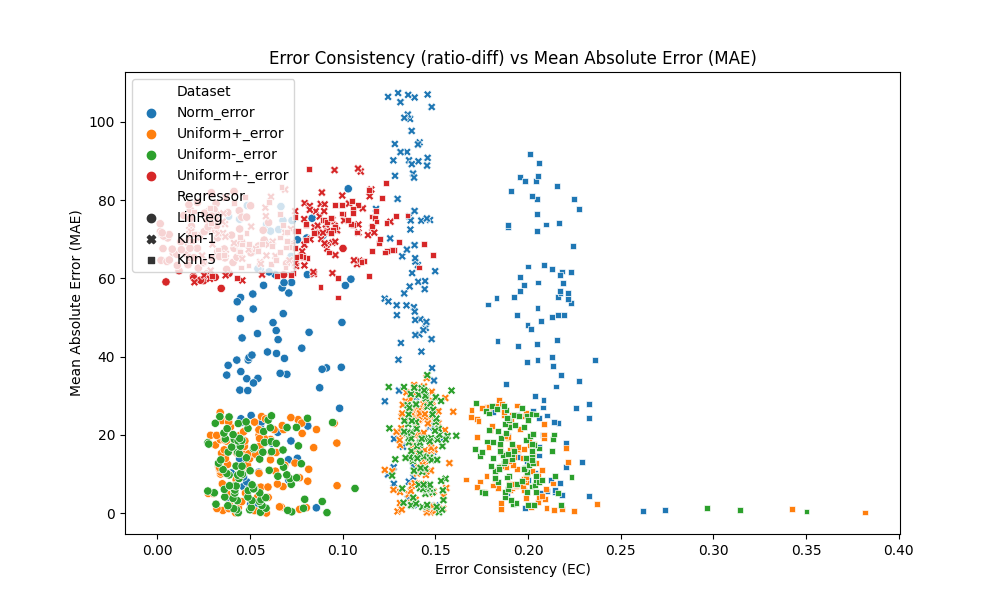 Error Consistency (ratio-diff) vs Mean Absolute Error (MAE)
Dataset
Norm_error
Uniform+_error
Uniform-_error
Uniform+-_error
Regressor
LinReg
Knn-1
Knn-5
Mean Absolute Error (MAE)
100
80
60
40
20
0
0.00 0.05 0.10 0.15 0.20 0.25 0.30 0.35 0.40
Error Consistency (EC)